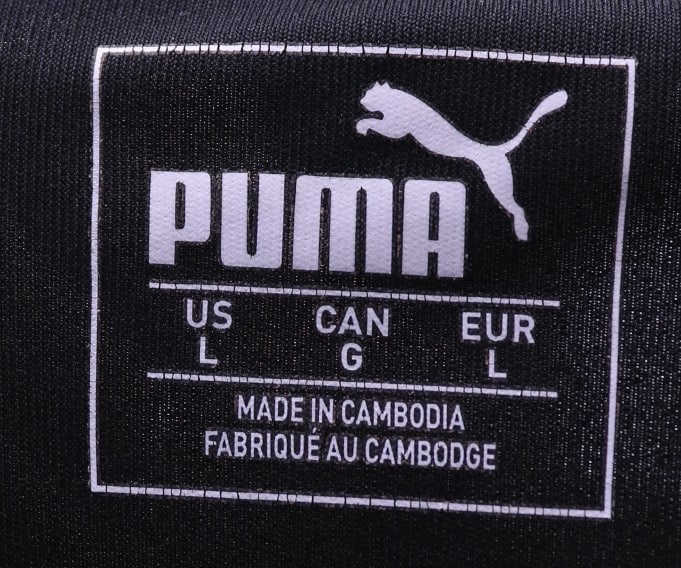 PUMA
US CAN EUR
L G L
MADE IN CAMBODIA
FABRIQUÉ AU CAMBODGE